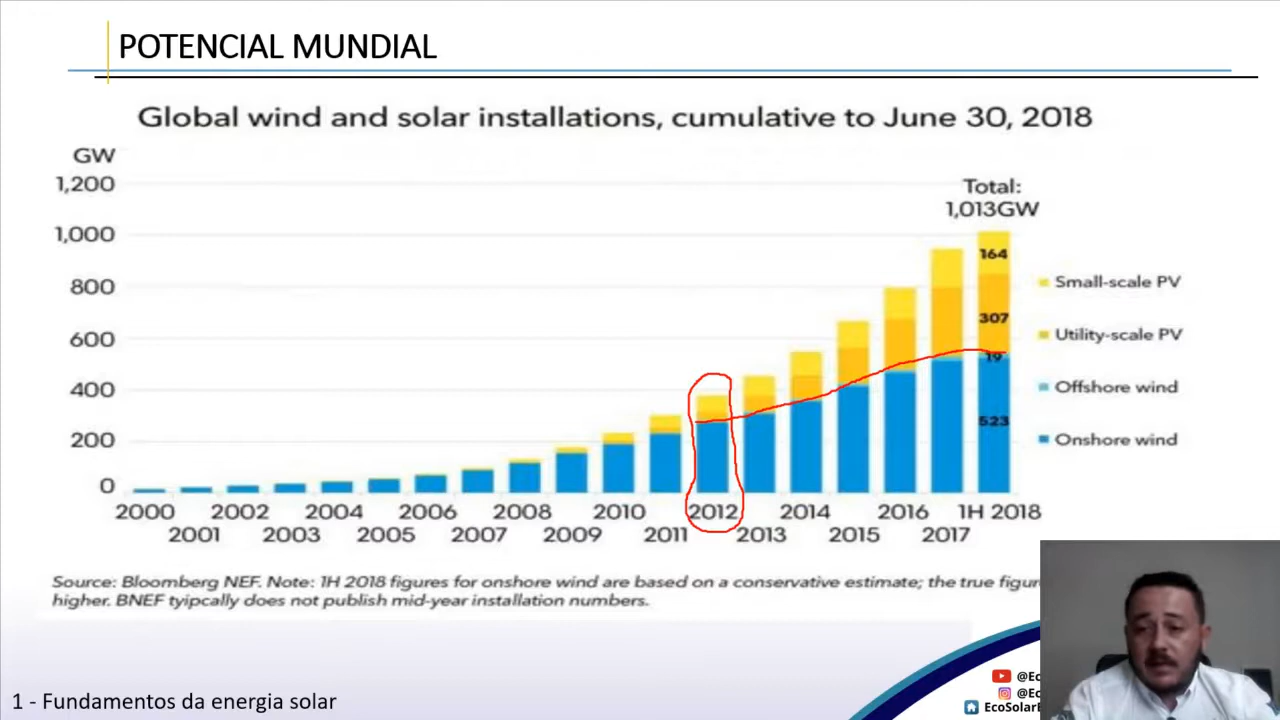 POTENCIAL MUNDIAL
Global wind and solar installations, cumulative to June 30, 2018
GW
1,200
1,000
800
600
400
200
0
Total:
1,013GW
164
307
19
523
Small-scale PV
Utility-scale PV
Offshore wind
Onshore wind
2000 2002 2004 2006 2008 2010 2012 2014 2016 1H 2018
2001 2003 2005 2007 2009 2011 2013 2015 2017
Source: Bloomberg NEF. Note: 1H 2018 figures for onshore wind are based on a conservative estimate; the true
higher. BNEF tyipcally does not publish mid-year installation numbers.
1 - Fundamentos da energia solar